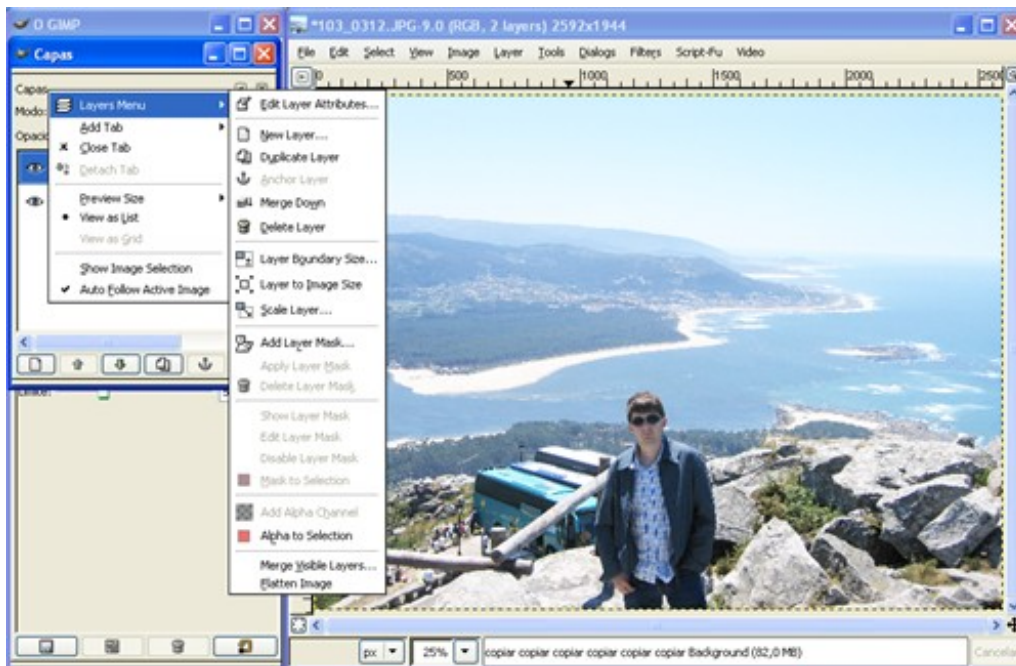 O GIMP
Capas
Capas
Modo:
Opacid
Layers Menu
Add Tab
Close Tab
Detach Tab
Preview Size
View as List
View as Grid
Show Image Selection
Auto Follow Active Image
Edit Layer Attributes...
New Layer...
Duplicate Layer
Anchor Layer
Merge Down
Delete Layer
Layer Boundary Size...
Layer to Image Size
Scale Layer...
Add Layer Mask...
Apply Layer Mask
Delete Layer Mask
Show Layer Mask
Edit Layer Mask
Disable Layer Mask
Mask to Selection
Add Alpha Channel
Alpha to Selection
Merge Visible Layers...
Flatten Image
*103_0312.JPG-9.0 (RGB, 2 layers) 2592x1944
File Edit Select View Image Layer Tools Dialogs Filters Script-Fu Video
0 500 1000 1500 2000 2500
px 25% copiar copiar copiar copiar copiar copiar Background (82,0 MB) Cancelar